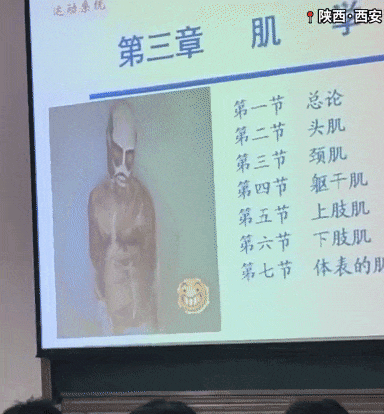 运动系统
陕西·西安
第三章 肌 学
第一节 总论
第二节 头肌
第三节 颈肌
第四节 躯干肌
第五节 上肢肌
第六节 下肢肌
第七节 体表的肌